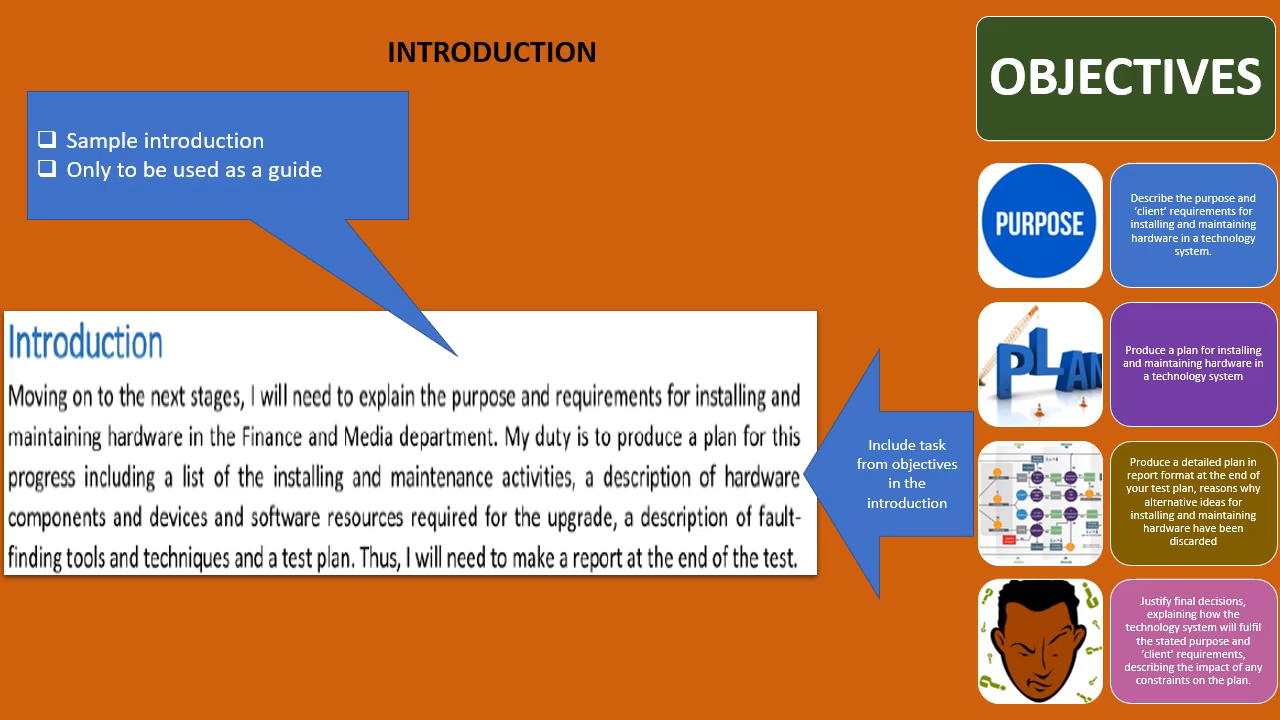 INTRODUCTION
Sample introduction
Only to be used as a guide
Introduction
Moving on to the next stages, I will need to explain the purpose and requirements for installing and
maintaining hardware in the Finance and Media department. My duty is to produce a plan for this
progress including a list of the installing and maintenance activities, a description of hardware
components and devices and software resources required for the upgrade, a description of fault-
finding tools and techniques and a test plan. Thus, I will need to make a report at the end of the test.
Include task
from objectives
in the
introduction
OBJECTIVES
PURPOSE
Describe the purpose and
‘client’ requirements for
installing and maintaining
hardware in a technology
system.
PLAN
Produce a plan for installing
and maintaining hardware in
a technology system
Produce a detailed plan in
report format at the end of
your test plan, reasons why
alternative ideas for
installing and maintaining
hardware have been
discarded
Justify final decisions,
explaining how the
technology system will fulfil
the stated purpose and
‘client’ requirements,
describing the impact of any
constraints on the plan.